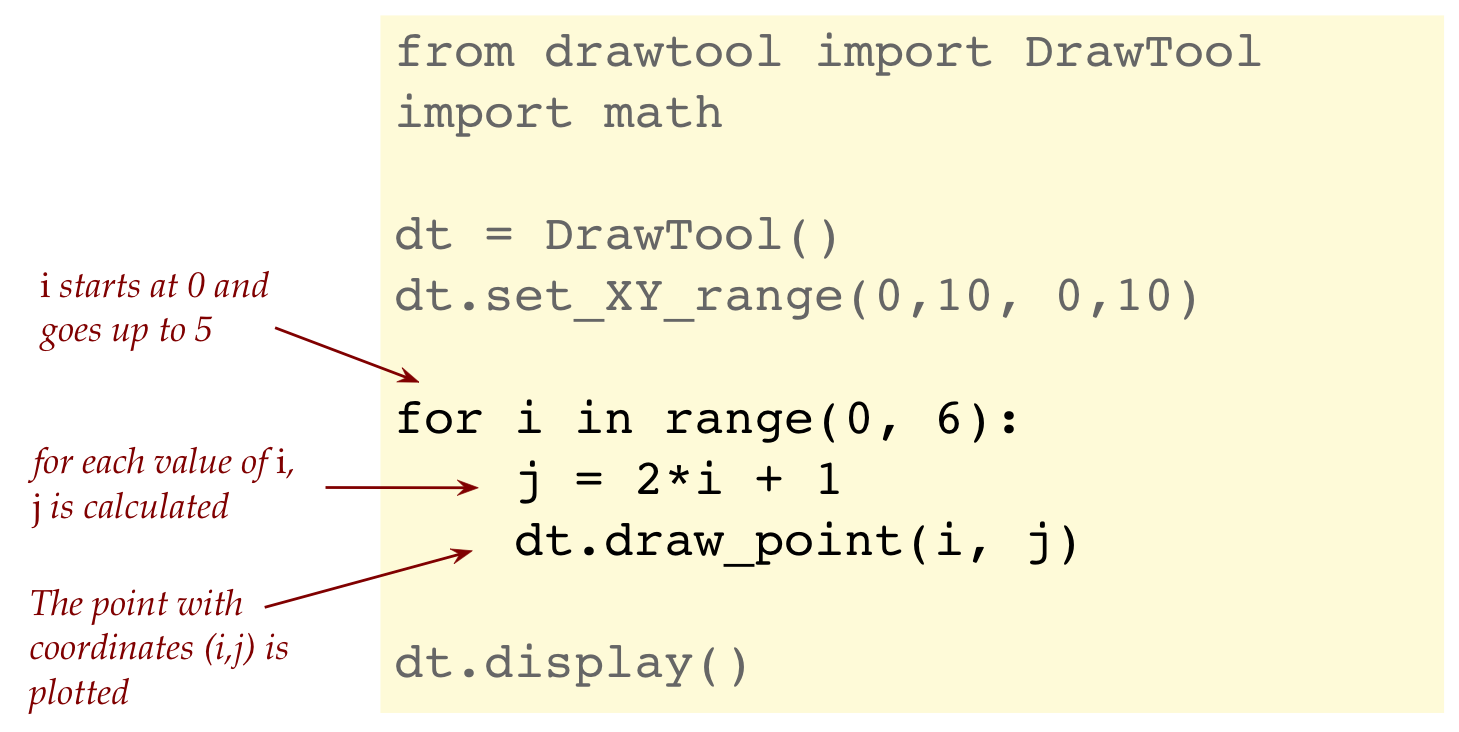 from drawtool import DrawTool
import math
dt = DrawTool()
dt.set_XY_range(0,10, 0,10)
i starts at 0 and
goes up to 5
for i in range(0, 6):
for each value of i,
j is calculated
j = 2*i + 1
dt.draw_point(i, j)
The point with
coordinates (i,j) is
plotted
dt.display()